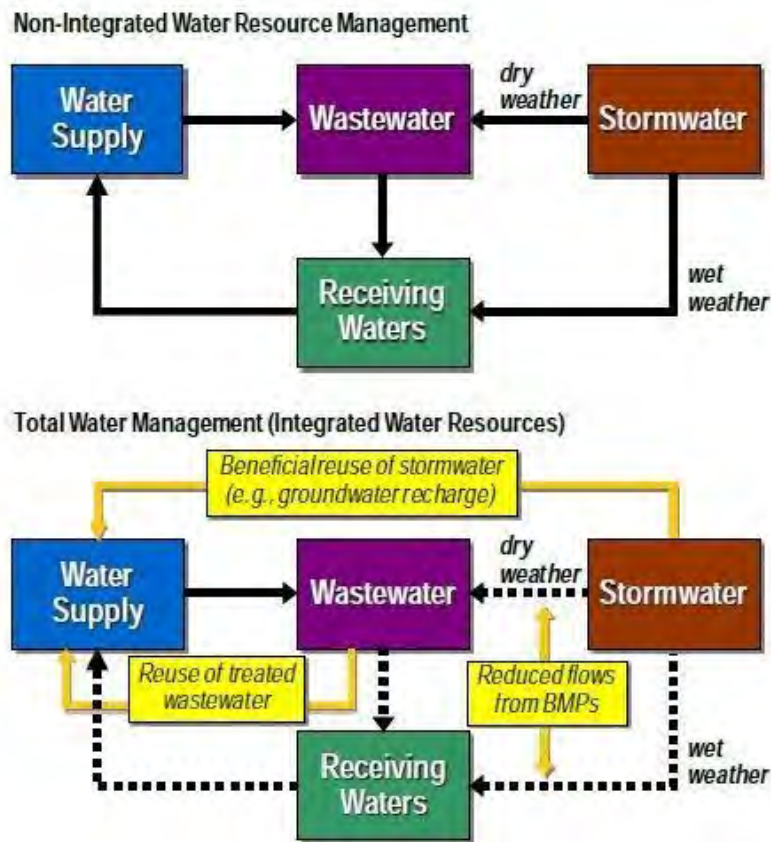 Non-Integrated Water Resource Management
Water
Supply
Wastewater
dry
weather
Stormwater
Receiving
Waters
wet
weather
Total Water Management (Integrated Water Resources)
Beneficial reuse of stormwater
(e.g., groundwater recharge)
Water
Supply
Wastewater
dry
weather
Stormwater
Reuse of treated
wastewater
Reduced flows
from BMPs
Receiving
Waters
wet
weather